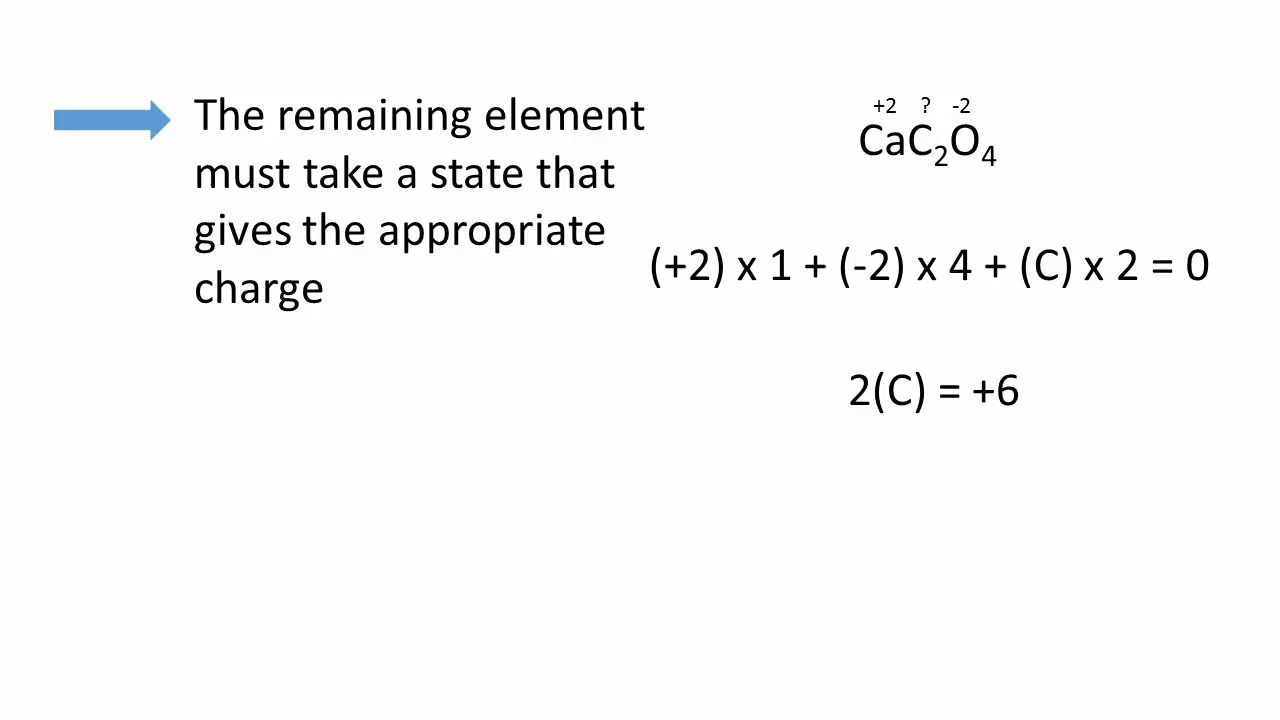 The remaining element
must take a state that
gives the appropriate
charge
+2 ? -2
CaC₂O₄
(+2) x 1 + (-2) x 4 + (C) x 2 = 0
2(C) = +6